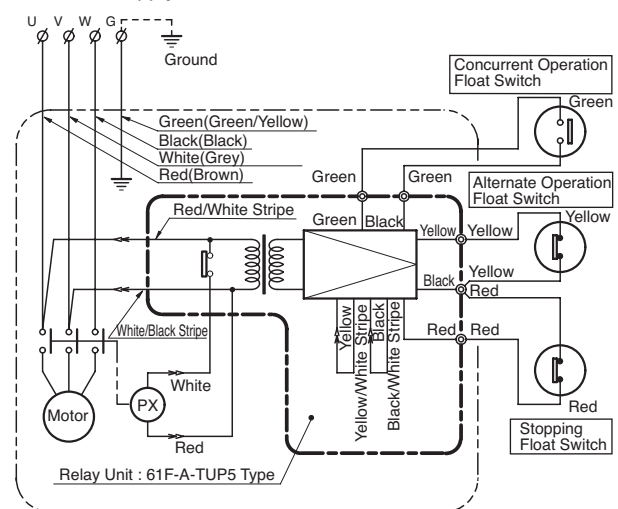 U V W G
Ground
Concurrent Operation
Float Switch
Green
Green(Green/Yellow)
Black(Black)
White(Grey)
Red(Brown)
Green
Green
Alternate Operation
Float Switch
Red/White Stripe
Green
Black
Yellow
Yellow
Yellow
Black
Yellow
Red
White/Black Stripe
Yellow
Yellow/White Stripe
Black
Black/White Stripe
Red
Red
White
Motor
PX
Red
Red
Stopping
Float Switch
Relay Unit : 61F-A-TUP5 Type